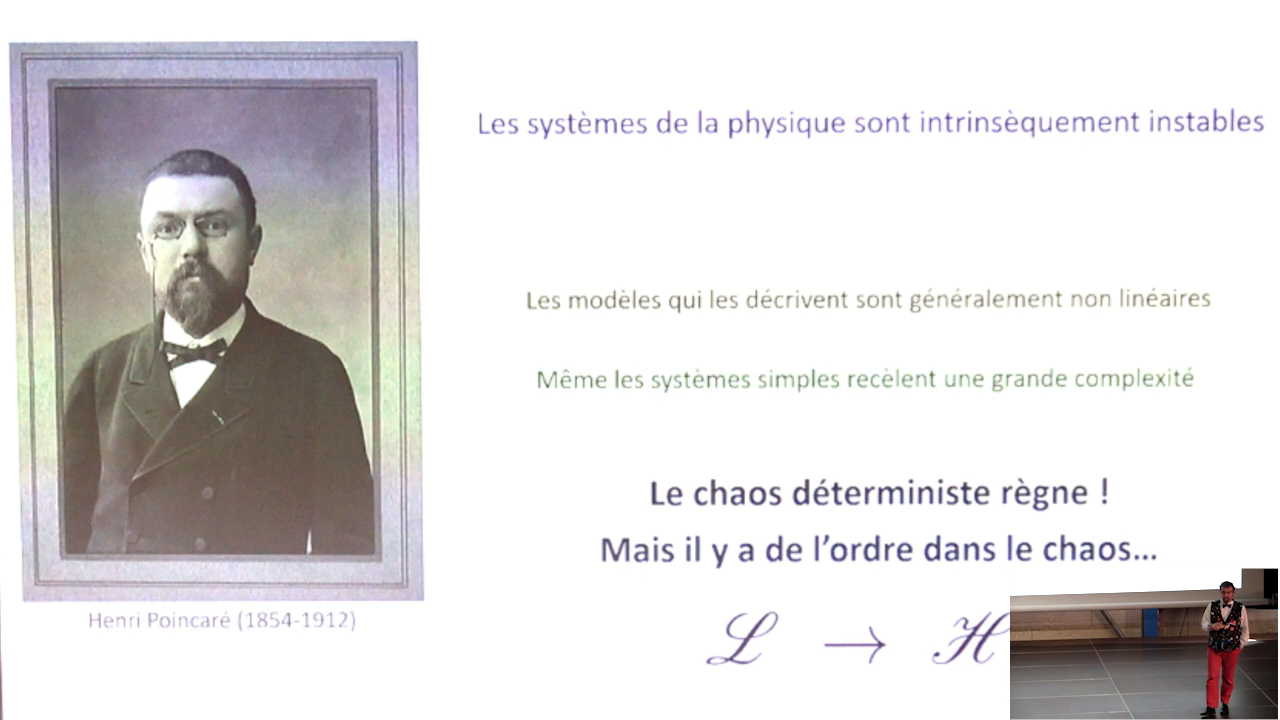 Les systèmes de la physique sont intrinsèquement instables
Les modèles qui les décrivent sont généralement non linéaires
Même les systèmes simples recèlent une grande complexité
Le chaos déterministe règne !
Mais il y a de l’ordre dans le chaos...
ℒ → ℋ
Henri Poincaré (1854-1912)